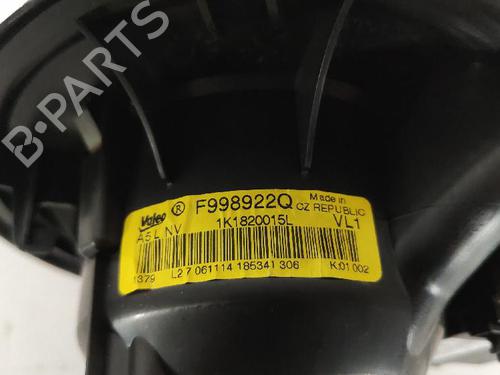 B-PARTS
Valeo ® F998922Q Made in
CZ REPUBLIC
A5 L NV 1K1820015L VL1
1379 L2 7 061114 185341 306 K:01 002